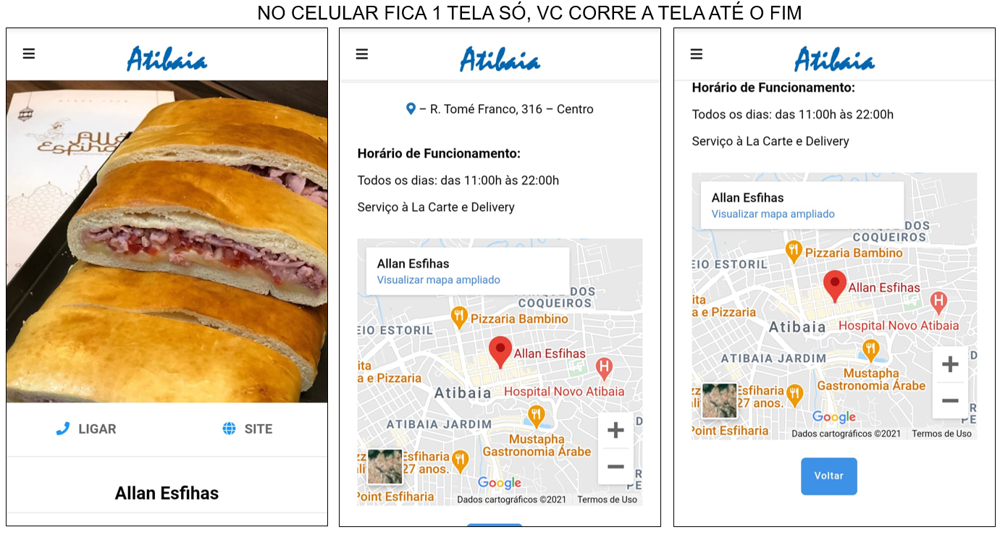 NO CELULAR FICA 1 TELA SÓ, VC CORRE A TELA ATÉ O FIM
Atibaia
Allan
Esfihas
LIGAR
SITE
Allan Esfihas
Atibaia
– R. Tomé Franco, 316 – Centro
Horário de Funcionamento:
Todos os dias: das 11:00h às 22:00h
Serviço à La Carte e Delivery
Allan Esfihas
Visualizar mapa ampliado
QUE DOS
COQUEIROS
Pizzaria Bambino
EIO ESTORIL
Allan Esfihas
ita
a e Pizzaria
H
Atibaia
Hospital Novo Atibaia
ATIBAIA JARDIM
Mustapha
Gastronomia Árabe
Esfiharia
27 anos.
Point Esfiharia
Google
Dados cartográficos ©2021
Termos de Uso
Atibaia
Horário de Funcionamento:
Todos os dias: das 11:00h às 22:00h
Serviço à La Carte e Delivery
Allan Esfihas
Visualizar mapa ampliado
QUE DOS
COQUEIROS
Pizzaria Bambino
EIO ESTORIL
Allan Esfihas
ita
a e Pizzaria
H
Atibaia
Hospital Novo Atibaia
ATIBAIA JARDIM
Mustapha
Gastronomia Árabe
Esfiharia
27 anos.
Point Esfiharia
Google
Dados cartográficos ©2021
Termos de Uso
Voltar